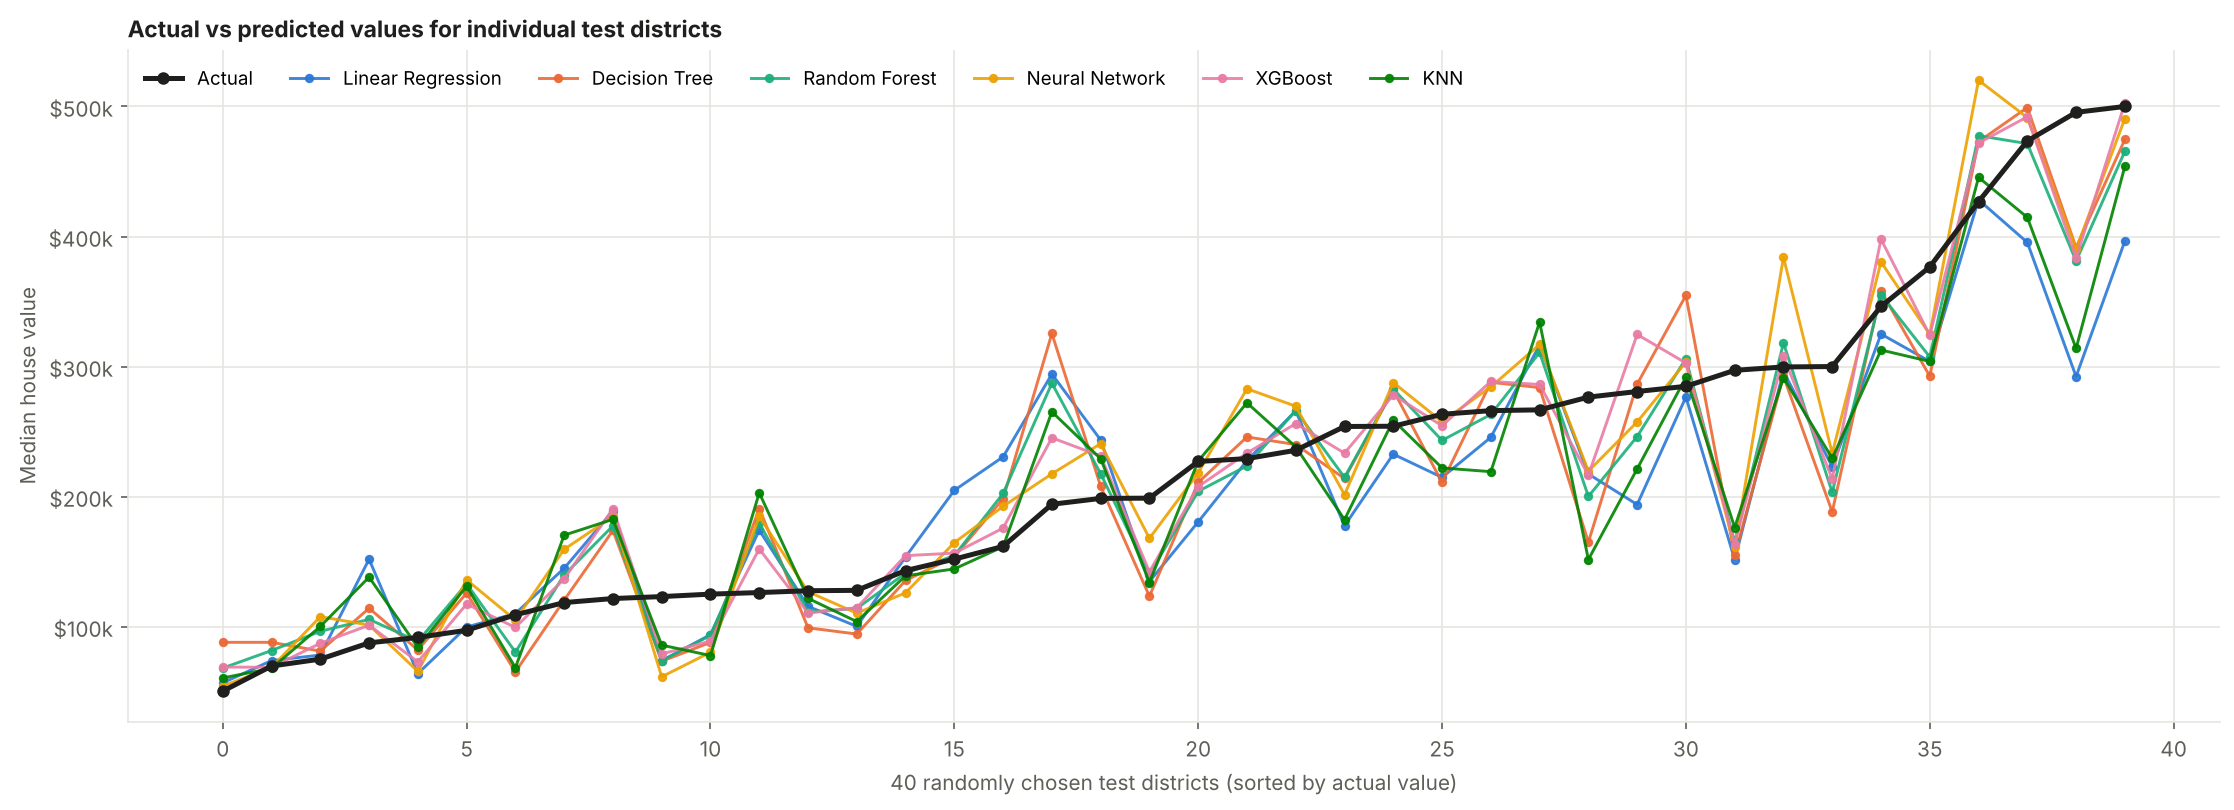 Actual vs predicted values for individual test districts
Actual Linear Regression Decision Tree Random Forest Neural Network XGBoost KNN
$500k
$400k
$300k
$200k
$100k
Median house value
0 5 10 15 20 25 30 35 40
40 randomly chosen test districts (sorted by actual value)